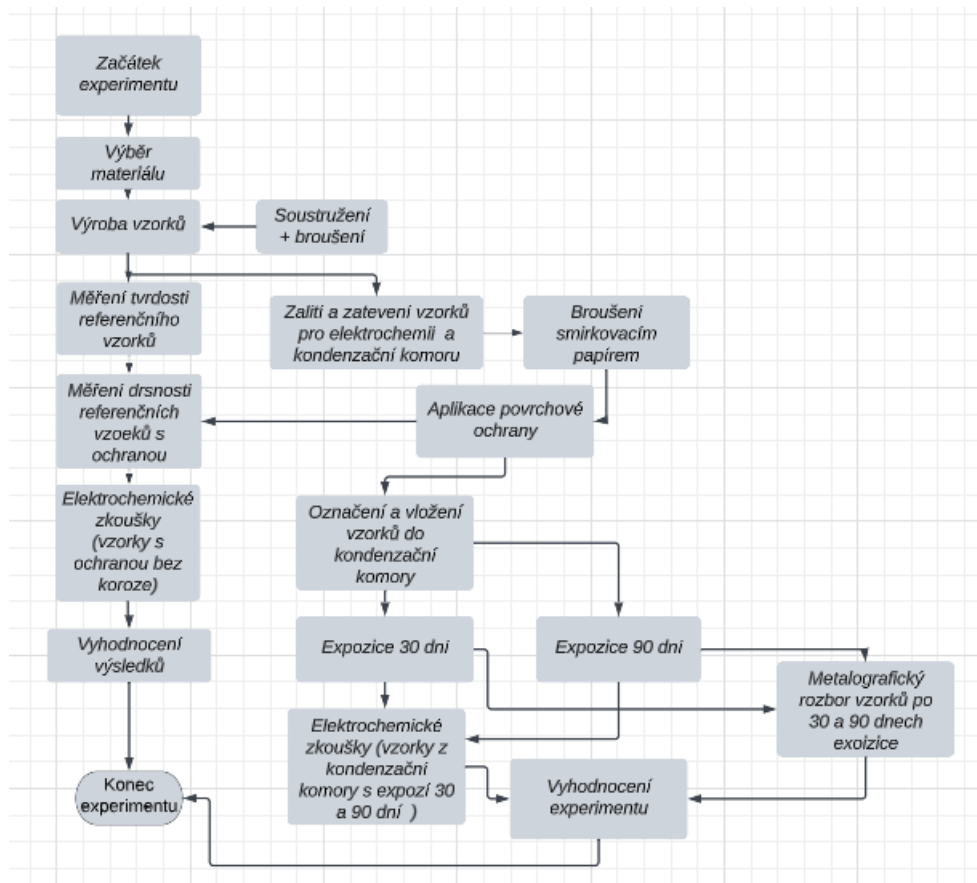 Začátek
experimentu
Výběr
materiálu
Výroba vzorků
Soustružení
+ broušení
Měření tvrdosti
referenčního
vzorků
Zalití a zatevení vzorků
pro elektrochemii a
kondenzační komoru
Broušení
smirkovacím
papírem
Měření drsnosti
referenčních
vzoeků s
ochranou
Aplikace povrchové
ochrany
Elektrochemické
zkoušky
(vzorky s
ochranou bez
koroze)
Označení a vložení
vzorků do
kondenzační
komory
Vyhodnocení
výsledků
Expozice 30 dní
Expozice 90 dní
Metalografický
rozbor vzorků po
30 a 90 dnech
exoizice
Elektrochemické
zkoušky (vzorky z
kondenzační
komory s expozí 30
a 90 dní )
Vyhodnocení
experimentu
Konec
experimentu